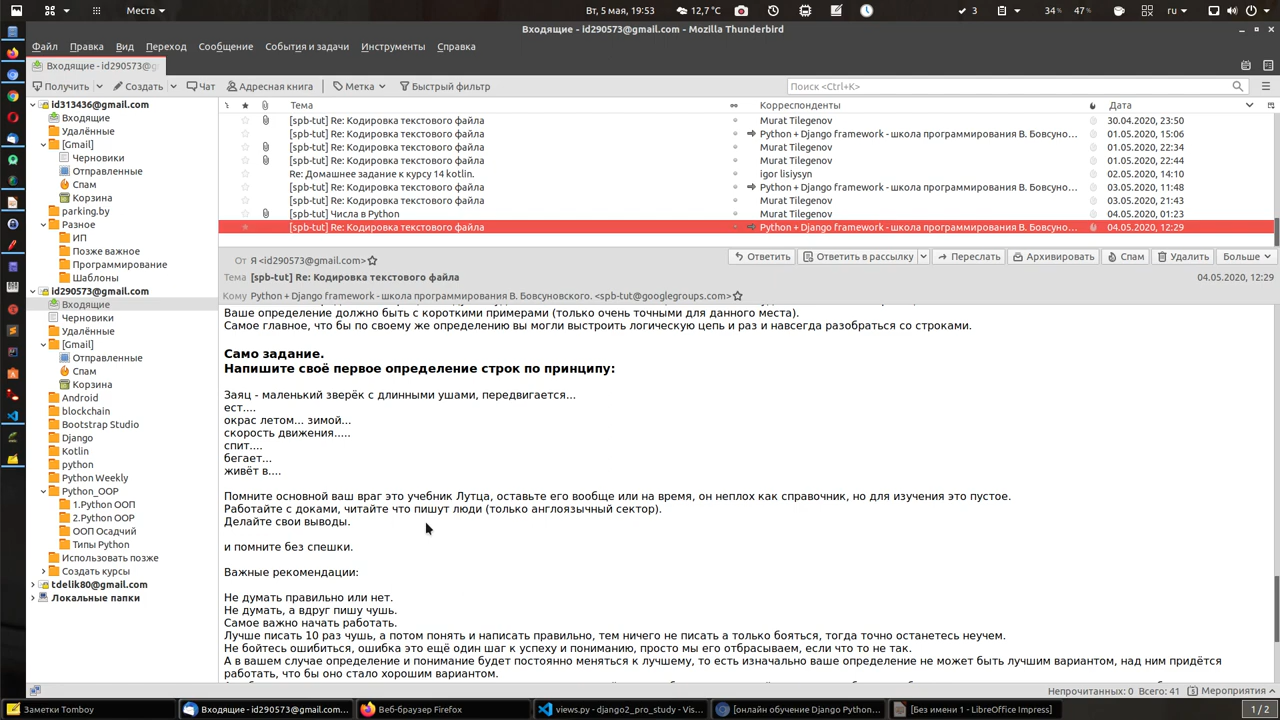 Места
Вт, 5 мая, 19:53
12,7 °C
3
34 %
47 %
ru
Входящие - id290573@gmail.com - Mozilla Thunderbird
Файл Правка Вид Переход Сообщение События и задачи Инструменты Справка
Входящие - id290573@g
Получить Создать Чат Адресная книга Метка Быстрый фильтр
Поиск <Ctrl+K>
id313436@gmail.com
Входящие
Удалённые
[Gmail]
Черновики
Отправленные
Спам
Корзина
parking.by
Разное
ИП
Позже важное
Программирование
Шаблоны
id290573@gmail.com
Входящие
Черновики
Удалённые
[Gmail]
Отправленные
Спам
Корзина
Android
blockchain
Bootstrap Studio
Django
Kotlin
python
Python Weekly
Python_OOP
1.Python ООП
2.Python OOP
ООП Осадчий
Типы Python
Использовать позже
Создать курсы
tdelik80@gmail.com
Локальные папки
Тема Корреспонденты Дата
[spb-tut] Re: Кодировка текстового файла Murat Tilegenov 30.04.2020, 23:50
[spb-tut] Re: Кодировка текстового файла Python + Django framework - школа программирования В. Бовсуно... 01.05.2020, 15:06
[spb-tut] Re: Кодировка текстового файла Murat Tilegenov 01.05.2020, 22:34
[spb-tut] Re: Кодировка текстового файла Murat Tilegenov 01.05.2020, 22:44
Re: Домашнее задание к курсу 14 kotlin. igor lisiysyn 02.05.2020, 14:10
[spb-tut] Re: Кодировка текстового файла Python + Django framework - школа программирования В. Бовсуно... 03.05.2020, 11:48
[spb-tut] Re: Кодировка текстового файла Murat Tilegenov 03.05.2020, 21:43
[spb-tut] Числа в Python Murat Tilegenov 04.05.2020, 01:23
[spb-tut] Re: Кодировка текстового файла Python + Django framework - школа программирования В. Бовсуно... 04.05.2020, 12:29
От Я <id290573@gmail.com>
Ответить Ответить в рассылку Переслать Архивировать Спам Удалить Больше
Тема [spb-tut] Re: Кодировка текстового файла 04.05.2020, 12:29
Кому Python + Django framework - школа программирования В. Бовсуновского. <spb-tut@googlegroups.com>
Ваше определение должно быть с короткими примерами (только очень точными для данного места).
Самое главное, что бы по своему же определению вы могли выстроить логическую цепь и раз и навсегда разобраться со строками.
Само задание.
Напишите своё первое определение строк по принципу:
Заяц - маленький зверёк с длинными ушами, передвигается...
ест....
окрас летом... зимой...
скорость движения.....
спит....
бегает...
живёт в....
Помните основной ваш враг это учебник Лутца, оставьте его вообще или на время, он неплох как справочник, но для изучения это пустое.
Работайте с доками, читайте что пишут люди (только англоязычный сектор).
Делайте свои выводы.
и помните без спешки.
Важные рекомендации:
Не думать правильно или нет.
Не думать, а вдруг пишу чушь.
Самое важно начать работать.
Лучше писать 10 раз чушь, а потом понять и написать правильно, тем ничего не писать а только бояться, тогда точно останетесь неучем.
Не бойтесь ошибиться, ошибка это ещё один шаг к успеху и пониманию, просто мы его отбрасываем, если что то не так.
А в вашем случае определение и понимание будет постоянно меняться к лучшему, то есть изначально ваше определение не может быть лучшим вариантом, над ним придётся
работать, что бы оно стало хорошим вариантом.
Непрочитанных: 0 Всего: 41 Мероприятия
Заметки Tomboy
Входящие - id290573@gmail.com...
Веб-браузер Firefox
views.py - django2_pro_study - Vis...
[онлайн обучение Django Python...
[Без имени 1 - LibreOffice Impress]
1 / 2